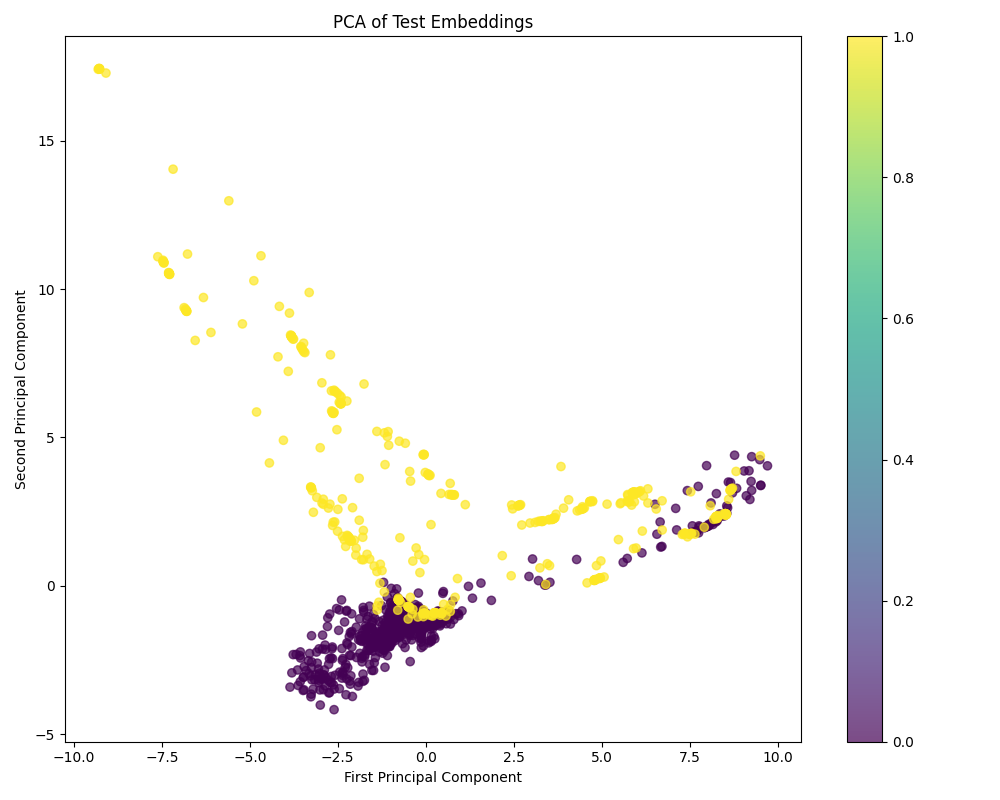 PCA of Test Embeddings
Second Principal Component
15
10
5
0
−5
−10.0 −7.5 −5.0 −2.5 0.0 2.5 5.0 7.5 10.0
First Principal Component
1.0
0.8
0.6
0.4
0.2
0.0